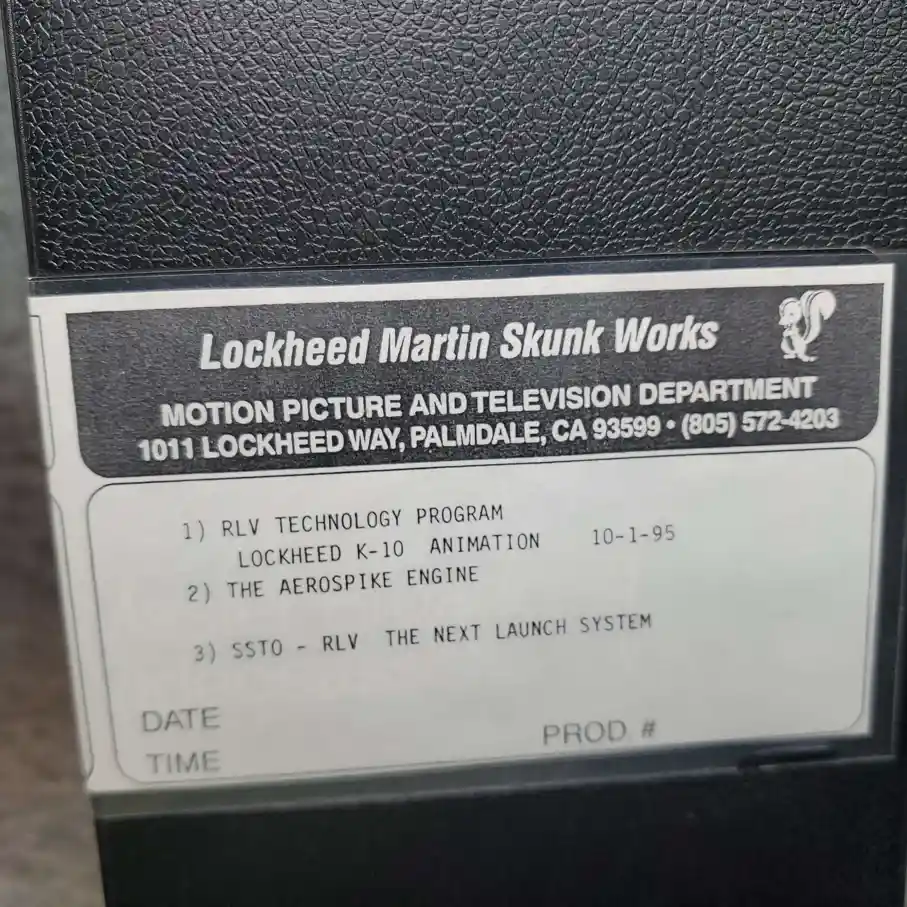 Lockheed Martin Skunk Works
MOTION PICTURE AND TELEVISION DEPARTMENT
1011 LOCKHEED WAY, PALMDALE, CA 93599 • (805) 572-4203
1) RLV TECHNOLOGY PROGRAM
LOCKHEED K-10 ANIMATION 10-1-95
2) THE AEROSPIKE ENGINE
3) SSTO - RLV THE NEXT LAUNCH SYSTEM
DATE
TIME
PROD #